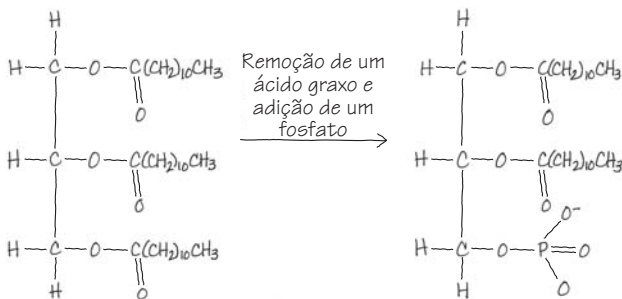 H H
H—C—O—C(CH₂)₁₀CH₃ H—C—O—C(CH₂)₁₀CH₃
O O
Remoção de um
ácido graxo e
adição de um
fosfato
H—C—O—C(CH₂)₁₀CH₃ H—C—O—C(CH₂)₁₀CH₃
O O O⁻
H—C—O—C(CH₂)₁₀CH₃ H—C—O—P=O
H O H O